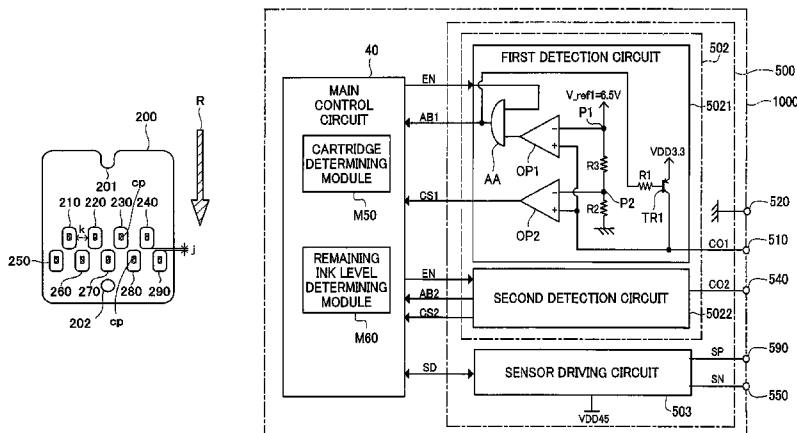 R
200
201
210 220 230 cp 240
k
j
250
260 270 280 290
202
cp
40
MAIN CONTROL CIRCUIT
CARTRIDGE DETERMINING MODULE
M50
REMAINING INK LEVEL DETERMINING MODULE
M60
EN
AB1
CS1
EN
AB2
CS2
SD
FIRST DETECTION CIRCUIT
V_ref1=6.5V
P1
AA
OP1
OP2
R3
R2
P2
R1
VDD3.3
TR1
SECOND DETECTION CIRCUIT
SENSOR DRIVING CIRCUIT
VDD45
502
500
5021
1000
520
CO1
510
CO2
540
5022
SP
590
SN
550
503